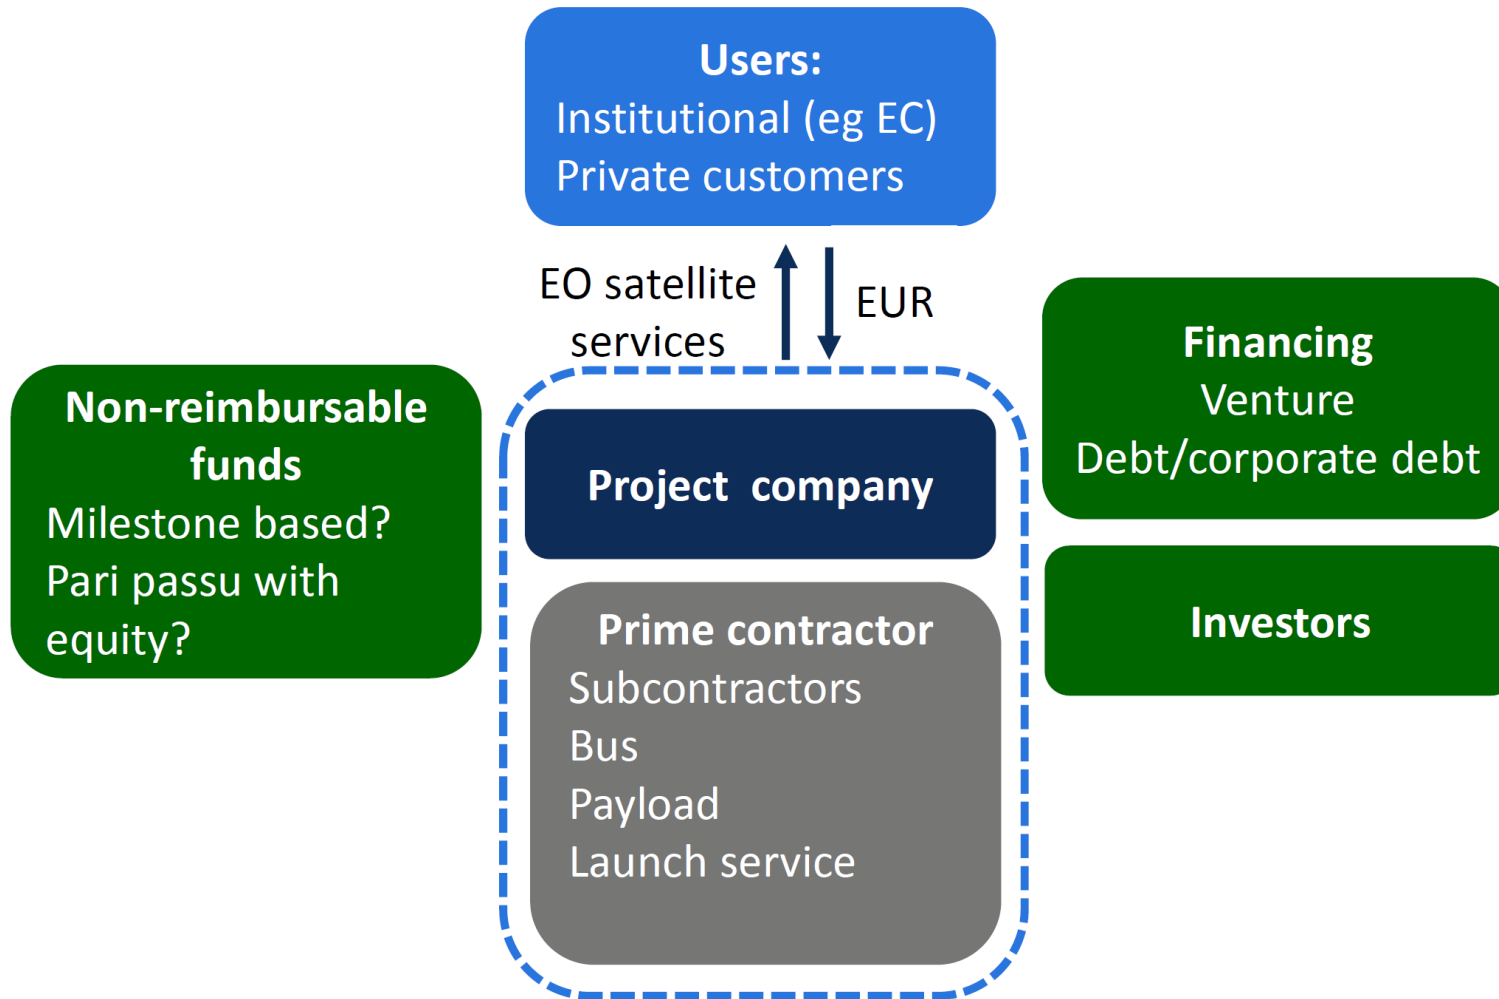 Users:
Institutional (eg EC)
Private customers
EO satellite
services
EUR
Non-reimbursable
funds
Milestone based?
Pari passu with
equity?
Project company
Prime contractor
Subcontractors
Bus
Payload
Launch service
Financing
Venture
Debt/corporate debt
Investors